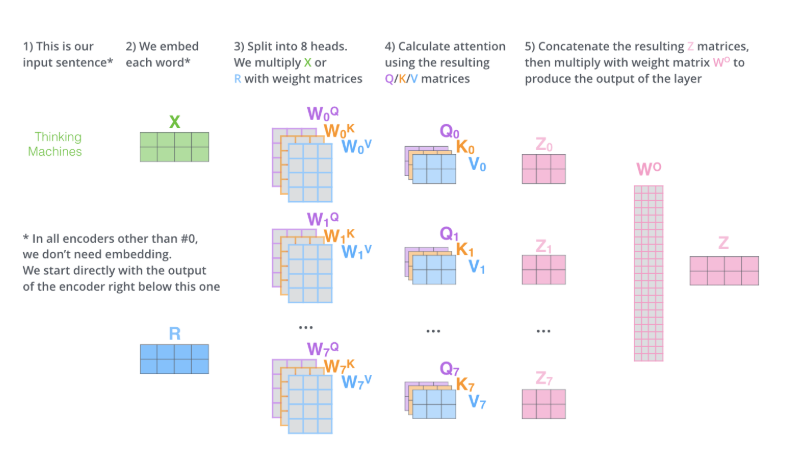 1) This is our
input sentence*
2) We embed
each word*
3) Split into 8 heads.
We multiply X or
R with weight matrices
4) Calculate attention
using the resulting
Q/K/V matrices
5) Concatenate the resulting Z matrices,
then multiply with weight matrix Wᴼ to
produce the output of the layer
Thinking
Machines
X
W₀Q
W₀K
W₀V
Q₀
K₀
V₀
Z₀
Wᴼ
* In all encoders other than #0,
we don’t need embedding.
We start directly with the output
of the encoder right below this one
W₁Q
W₁K
W₁V
Q₁
K₁
V₁
Z₁
Z
...
...
...
R
W₇Q
W₇K
W₇V
Q₇
K₇
V₇
Z₇